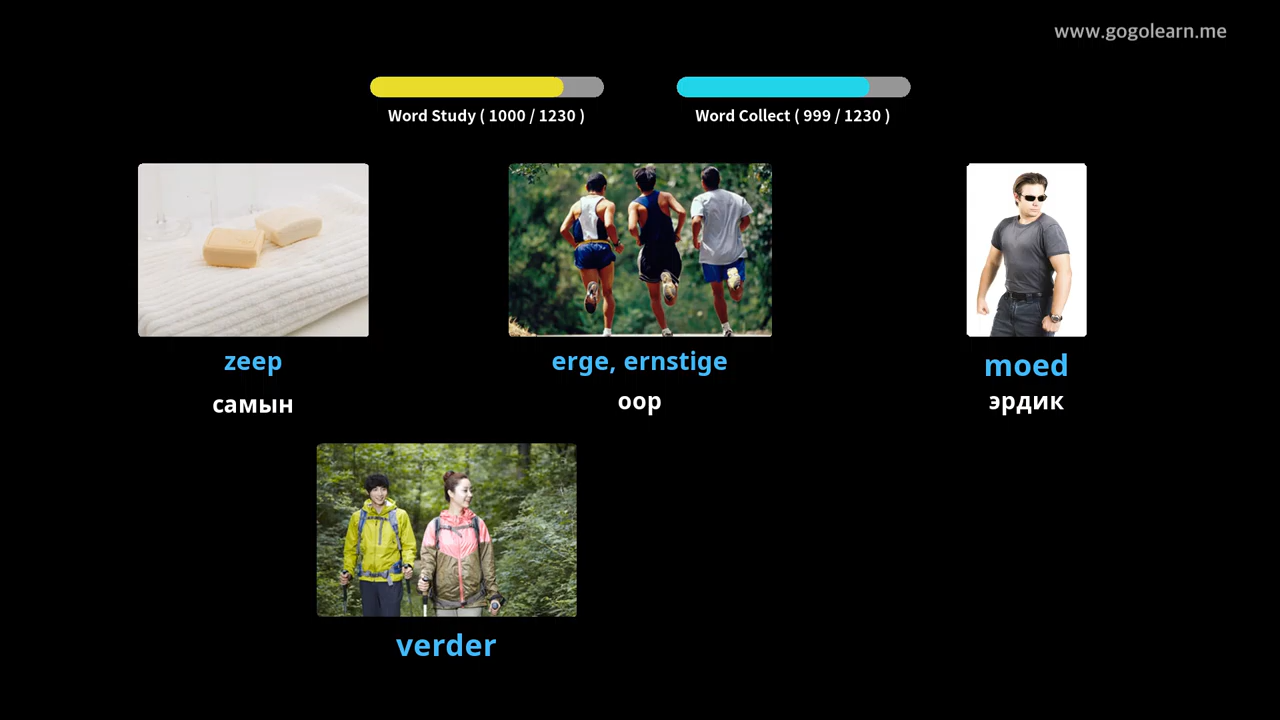 www.gogolearn.me
Word Study ( 1000 / 1230 )
Word Collect ( 999 / 1230 )
zeep
самын
erge, ernstige
оор
moed
эрдик
verder